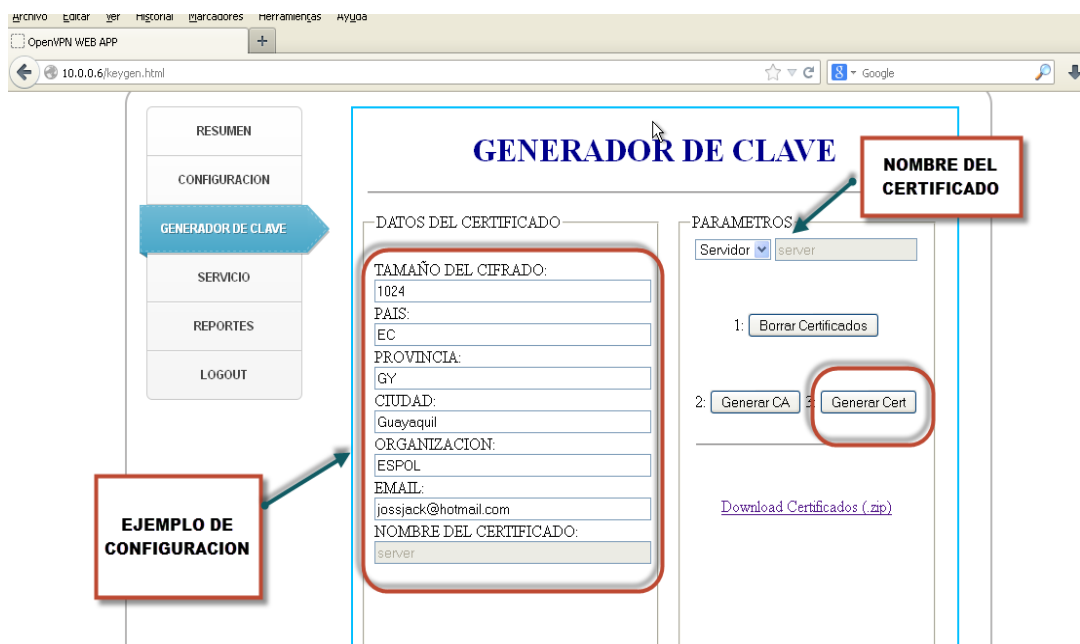 Archivo Editar Ver Historial Marcadores Herramientas Ayuda
OpenVPN WEB APP
+
10.0.0.6/keygen.html
8 Google
RESUMEN
CONFIGURACION
GENERADOR DE CLAVE
SERVICIO
REPORTES
LOGOUT
GENERADOR DE CLAVE
NOMBRE DEL
CERTIFICADO
DATOS DEL CERTIFICADO
TAMAÑO DEL CIFRADO:
1024
PAIS:
EC
PROVINCIA:
GY
CIUDAD:
Guayaquil
ORGANIZACION:
ESPOL
EMAIL:
jossjack@hotmail.com
NOMBRE DEL CERTIFICADO:
server
PARAMETROS
Servidor server
1: Borrar Certificados
2: Generar CA 3: Generar Cert
Download Certificados (.zip)
EJEMPLO DE
CONFIGURACION